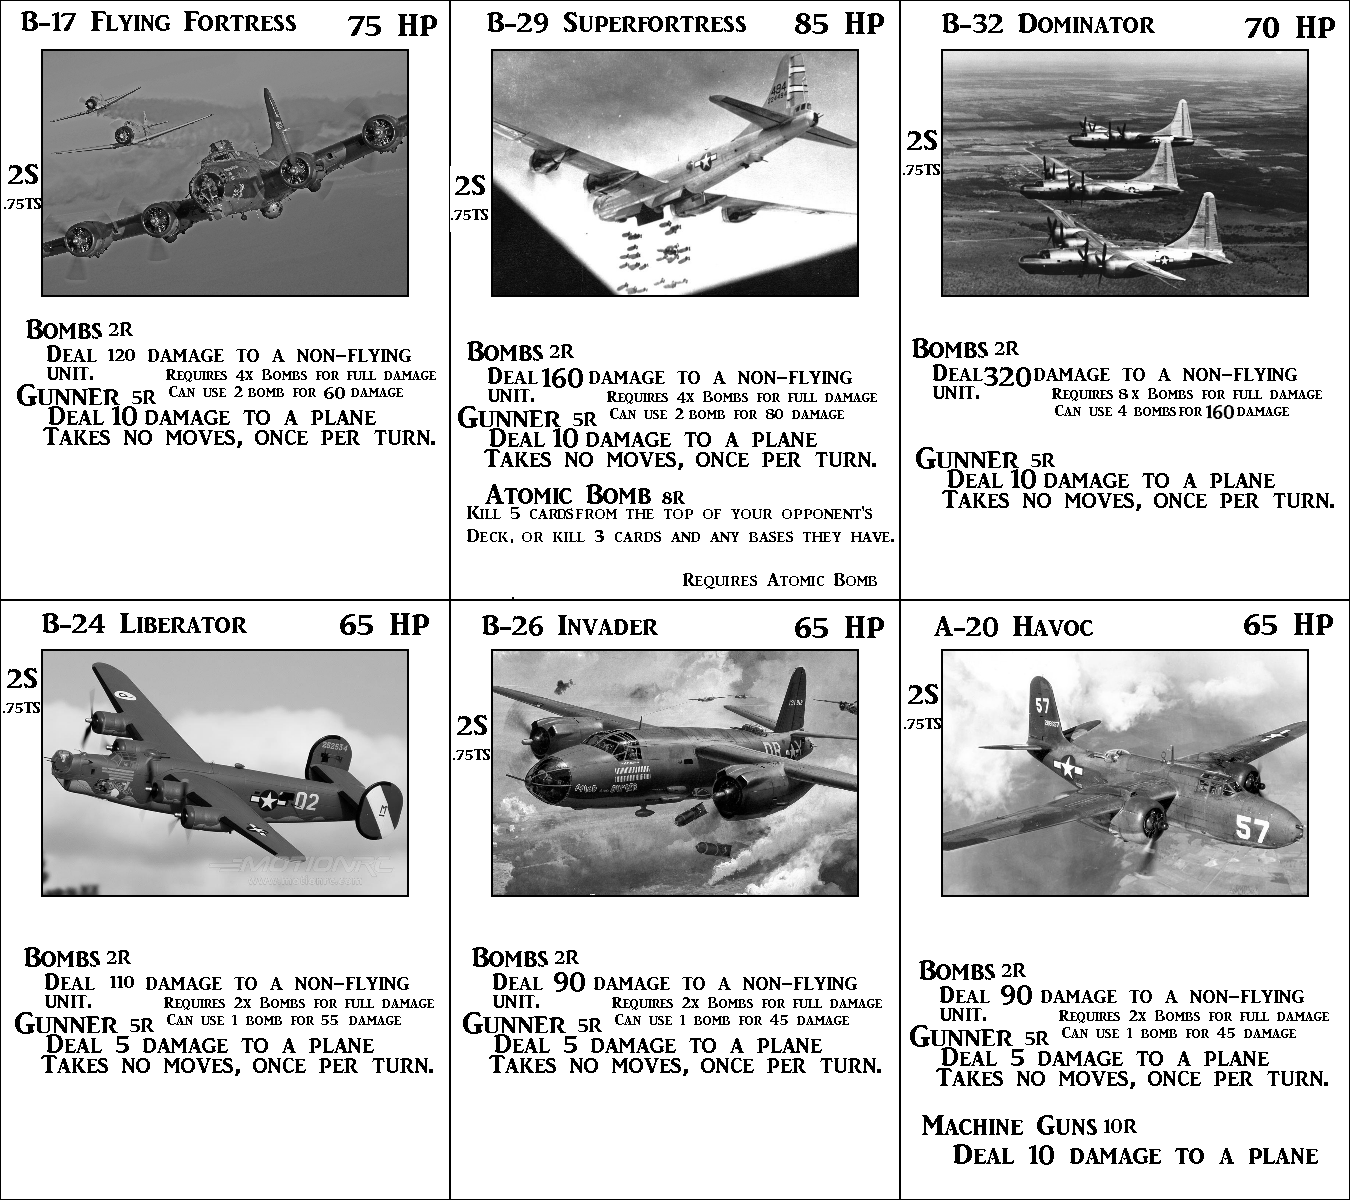 B-17 Flying Fortress 75 HP
2S
.75TS
Bombs 2R
Deal 120 damage to a non-flying
unit. Requires 4x Bombs for full damage
Can use 2 bomb for 60 damage
Gunner 5R
Deal 10 damage to a plane
Takes no moves, once per turn.
B-29 Superfortress 85 HP
494
2S
.75TS
Bombs 2R
Deal 160 damage to a non-flying
unit. Requires 4x Bombs for full damage
Can use 2 bomb for 80 damage
Gunner 5R
Deal 10 damage to a plane
Takes no moves, once per turn.
Atomic Bomb 8R
Kill 5 cards from the top of your opponent's
Deck, or kill 3 cards and any bases they have.
Requires Atomic Bomb
B-32 Dominator 70 HP
2S
.75TS
Bombs 2R
Deal 320 damage to a non-flying
unit. Requires 8x Bombs for full damage
Can use 4 bombs for 160 damage
Gunner 5R
Deal 10 damage to a plane
Takes no moves, once per turn.
B-24 Liberator 65 HP
2S
.75TS
252534
02
M
MOTIONRC
Bombs 2R
Deal 110 damage to a non-flying
unit. Requires 2x Bombs for full damage
Can use 1 bomb for 55 damage
Gunner 5R
Deal 5 damage to a plane
Takes no moves, once per turn.
B-26 Invader 65 HP
2S
.75TS
Bombs 2R
Deal 90 damage to a non-flying
unit. Requires 2x Bombs for full damage
Can use 1 bomb for 45 damage
Gunner 5R
Deal 5 damage to a plane
Takes no moves, once per turn.
A-20 Havoc 65 HP
57
2S
.75TS
57
Bombs 2R
Deal 90 damage to a non-flying
unit. Requires 2x Bombs for full damage
Can use 1 bomb for 45 damage
Gunner 5R
Deal 5 damage to a plane
Takes no moves, once per turn.
Machine Guns 10R
Deal 10 damage to a plane